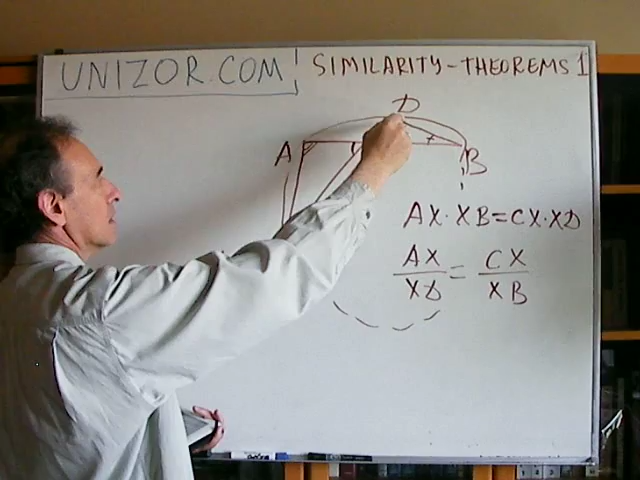 UNIZOR.COM
SIMILARITY-THEOREMS 1
D
A
B
AX·XB=CX·XD
AX/XD = CX/XB